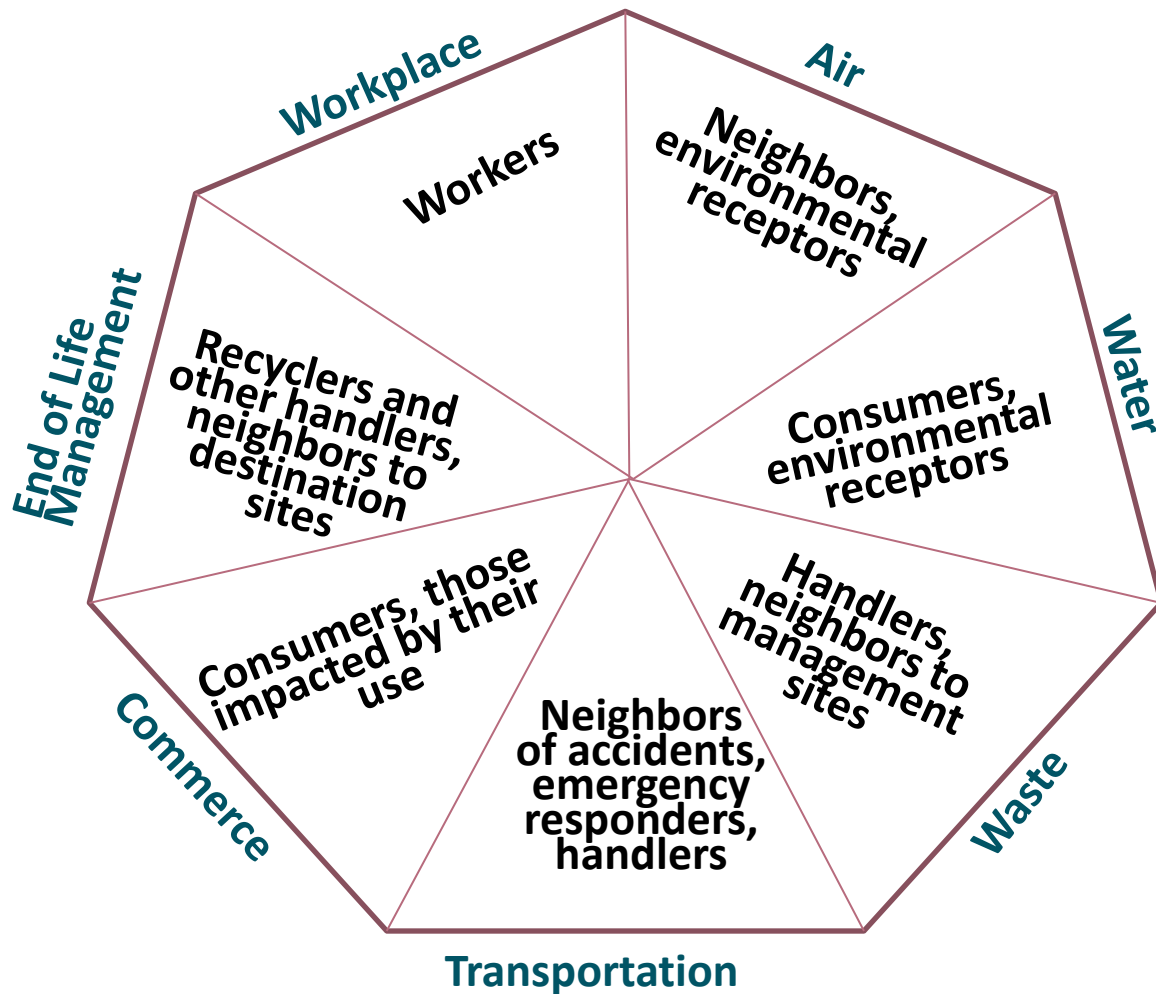 Workplace
Workers
Air
Neighbors,
environmental
receptors
Water
Consumers,
environmental
receptors
Waste
Handlers,
neighbors to
management
sites
Transportation
Neighbors
of accidents,
emergency
responders,
handlers
Commerce
Consumers, those
impacted by their
use
End of Life
Management
Recyclers and
other handlers,
neighbors to
destination
sites